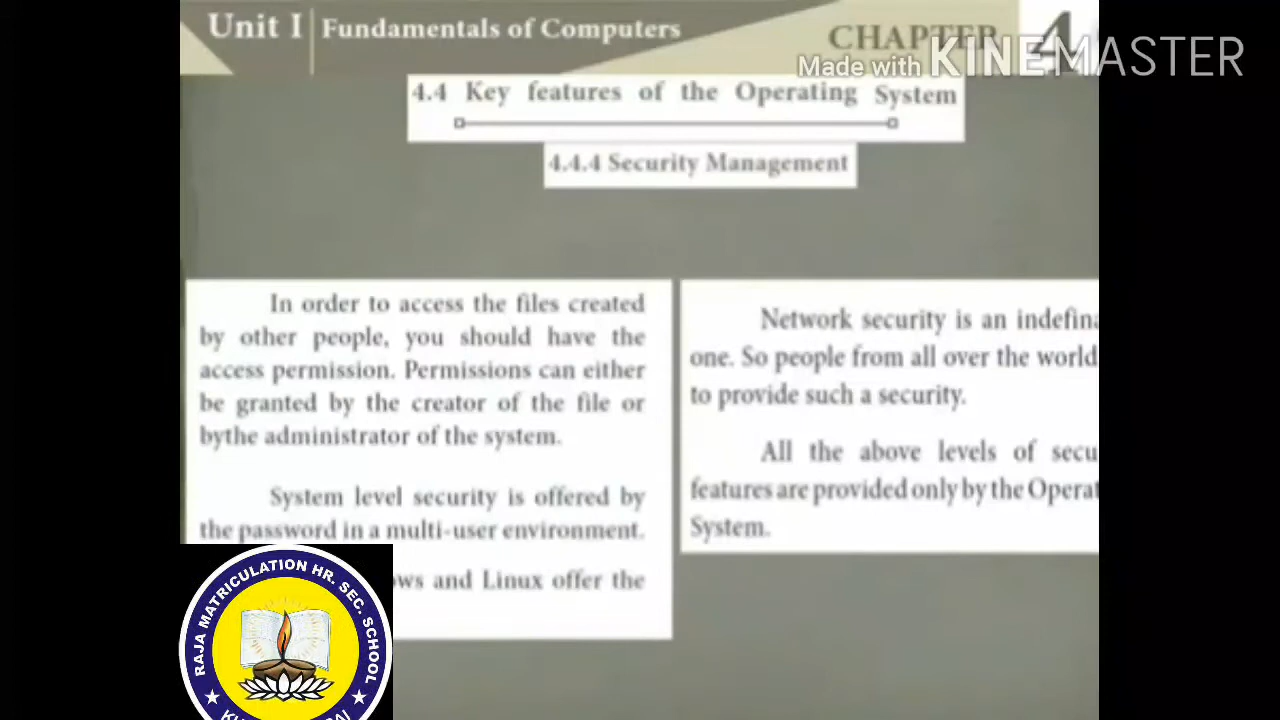 Unit I Fundamentals of Computers
CHAPTER 4
Made with KINEMASTER
4.4 Key features of the Operating System
4.4.4 Security Management
In order to access the files created
by other people, you should have the
access permission. Permissions can either
be granted by the creator of the file or
bythe administrator of the system.
System level security is offered by
the password in a multi-user environment.
and Linux offer the
Network security is an
one. So people from all over the world
to provide such a security.
All the above levels of
features are provided only by the
System.
RAJA MATRICULATION HR. SEC. SCHOOL